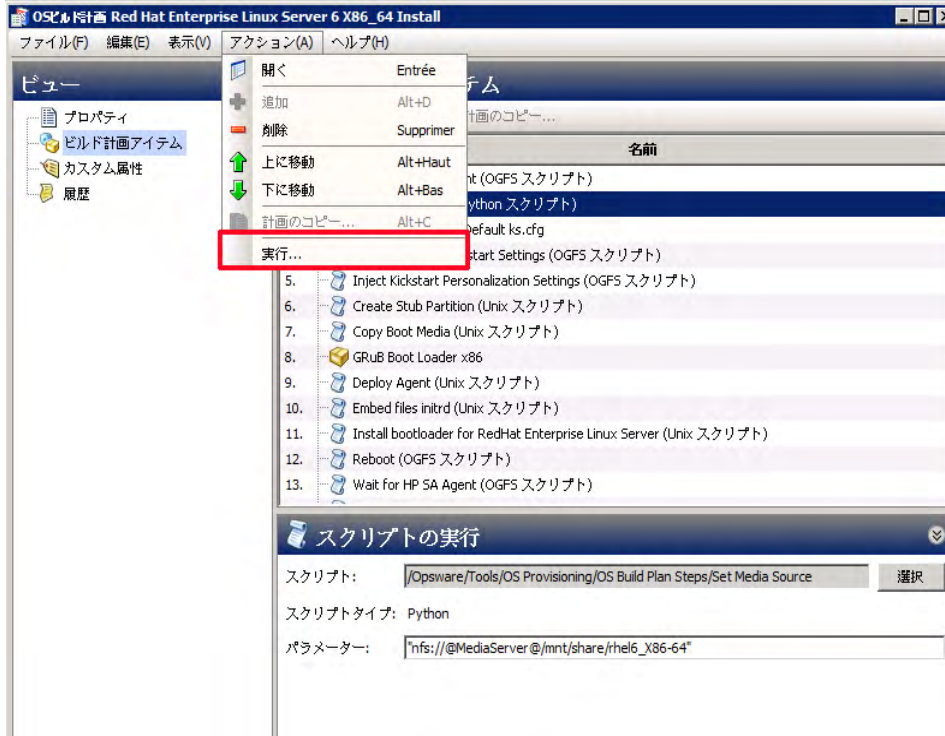 OSビルド計画 Red Hat Enterprise Linux Server 6 X86_64 Install
ファイル(F) 編集(E) 表示(V) アクション(A) ヘルプ(H)
ビュー
プロパティ
ビルド計画アイテム
カスタム属性
履歴
開く Entrée
追加 Alt+D
削除 Supprimer
上に移動 Alt+Haut
下に移動 Alt+Bas
計画のコピー... Alt+C
実行...
テム
計画のコピー...
名前
nt (OGFS スクリプト)
ython スクリプト)
Default ks.cfg
start Settings (OGFS スクリプト)
5. Inject Kickstart Personalization Settings (OGFS スクリプト)
6. Create Stub Partition (Unix スクリプト)
7. Copy Boot Media (Unix スクリプト)
8. GRuB Boot Loader x86
9. Deploy Agent (Unix スクリプト)
10. Embed files initrd (Unix スクリプト)
11. Install bootloader for RedHat Enterprise Linux Server (Unix スクリプト)
12. Reboot (OGFS スクリプト)
13. Wait for HP SA Agent (OGFS スクリプト)
スクリプトの実行
スクリプト: /Opsware/Tools/OS Provisioning/OS Build Plan Steps/Set Media Source 選択
スクリプトタイプ: Python
パラメーター: "nfs://@MediaServer@/mnt/share/rhel6_X86-64"